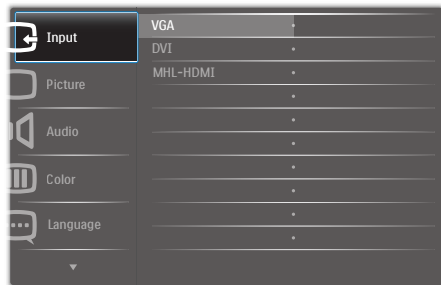 Input
Picture
Audio
Color
Language
VGA
DVI
MHL-HDMI